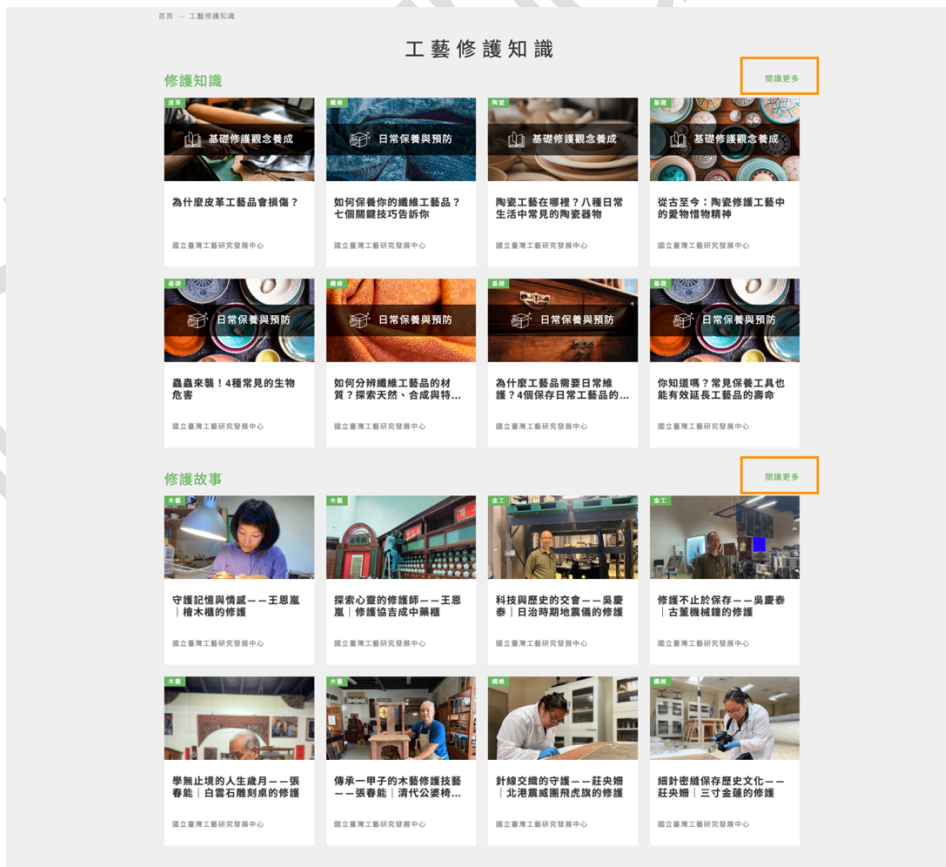 首頁 — 工藝修護知識
工藝修護知識
修護知識
閱讀更多
皮革
基礎修護觀念養成
為什麼皮革工藝品會損傷？
國立臺灣工藝研究發展中心
纖維
日常保養與預防
如何保養你的纖維工藝品？
七個關鍵技巧告訴你
國立臺灣工藝研究發展中心
陶瓷
基礎修護觀念養成
陶瓷工藝在哪裡？八種日常
生活中常見的陶瓷器物
國立臺灣工藝研究發展中心
基礎
基礎修護觀念養成
從古至今：陶瓷修護工藝中
的愛物惜物精神
國立臺灣工藝研究發展中心
基礎
日常保養與預防
蟲蟲來襲！4種常見的生物
危害
國立臺灣工藝研究發展中心
纖維
日常保養與預防
如何分辨纖維工藝品的材
質？探索天然、合成與特...
國立臺灣工藝研究發展中心
基礎
日常保養與預防
為什麼工藝品需要日常維
護？4個保存日常工藝品的...
國立臺灣工藝研究發展中心
基礎
日常保養與預防
你知道嗎？常見保養工具也
能有效延長工藝品的壽命
國立臺灣工藝研究發展中心
修護故事
閱讀更多
木藝
守護記憶與情感——王恩嵐
｜檜木櫃的修護
國立臺灣工藝研究發展中心
木藝
探索心靈的修護師——王恩
嵐｜修護協吉成中藥櫃
國立臺灣工藝研究發展中心
金工
科技與歷史的交會——吳慶
泰｜日治時期地震儀的修護
國立臺灣工藝研究發展中心
金工
修護不止於保存——吳慶泰
｜古董機械鐘的修護
國立臺灣工藝研究發展中心
木藝
學無止境的人生歲月——張
春能｜白雲石雕刻桌的修護
國立臺灣工藝研究發展中心
木藝
傳承一甲子的木藝修護技藝
——張春能｜清代公婆椅...
國立臺灣工藝研究發展中心
纖維
針線交織的守護——莊央姍
｜北港震威團飛虎旗的修護
國立臺灣工藝研究發展中心
纖維
細針密縫保存歷史文化——
莊央姍｜三寸金蓮的修護
國立臺灣工藝研究發展中心